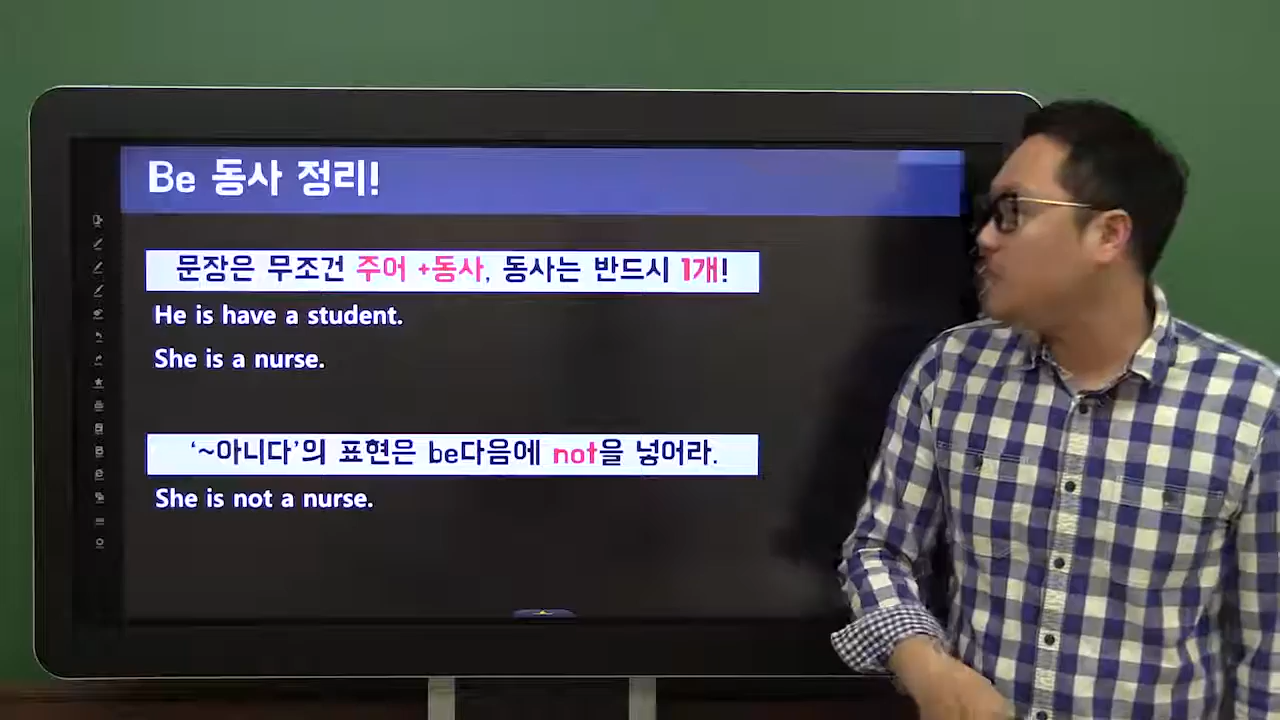 Be 동사 정리!
문장은 무조건 주어 +동사, 동사는 반드시 1개!
He is have a student.
She is a nurse.
‘~아니다’의 표현은 be다음에 not을 넣어라.
She is not a nurse.